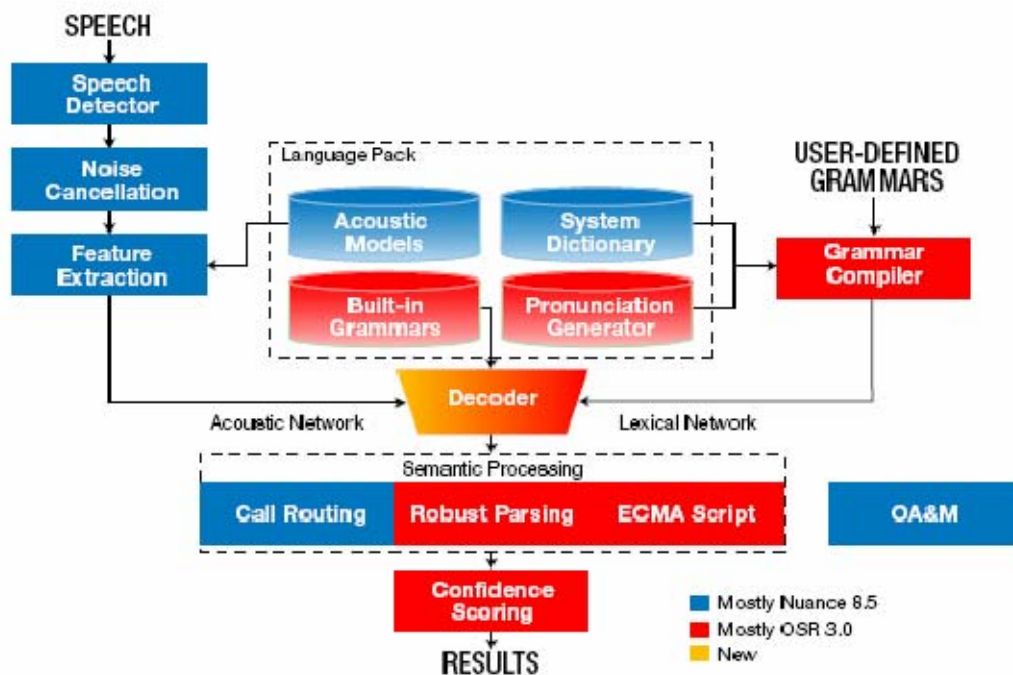 SPEECH
Speech
Detector
Noise
Cancellation
Feature
Extraction
Language Pack
Acoustic
Models
System
Dictionary
Built-in
Grammars
Pronunciation
Generator
USER-DEFINED
GRAMMARS
Grammar
Compiler
Decoder
Acoustic Network
Lexical Network
Semantic Processing
Call Routing
Robust Parsing
ECMA Script
OA&M
Confidence
Scoring
RESULTS
Mostly Nuance 8.5
Mostly OSR 3.0
New